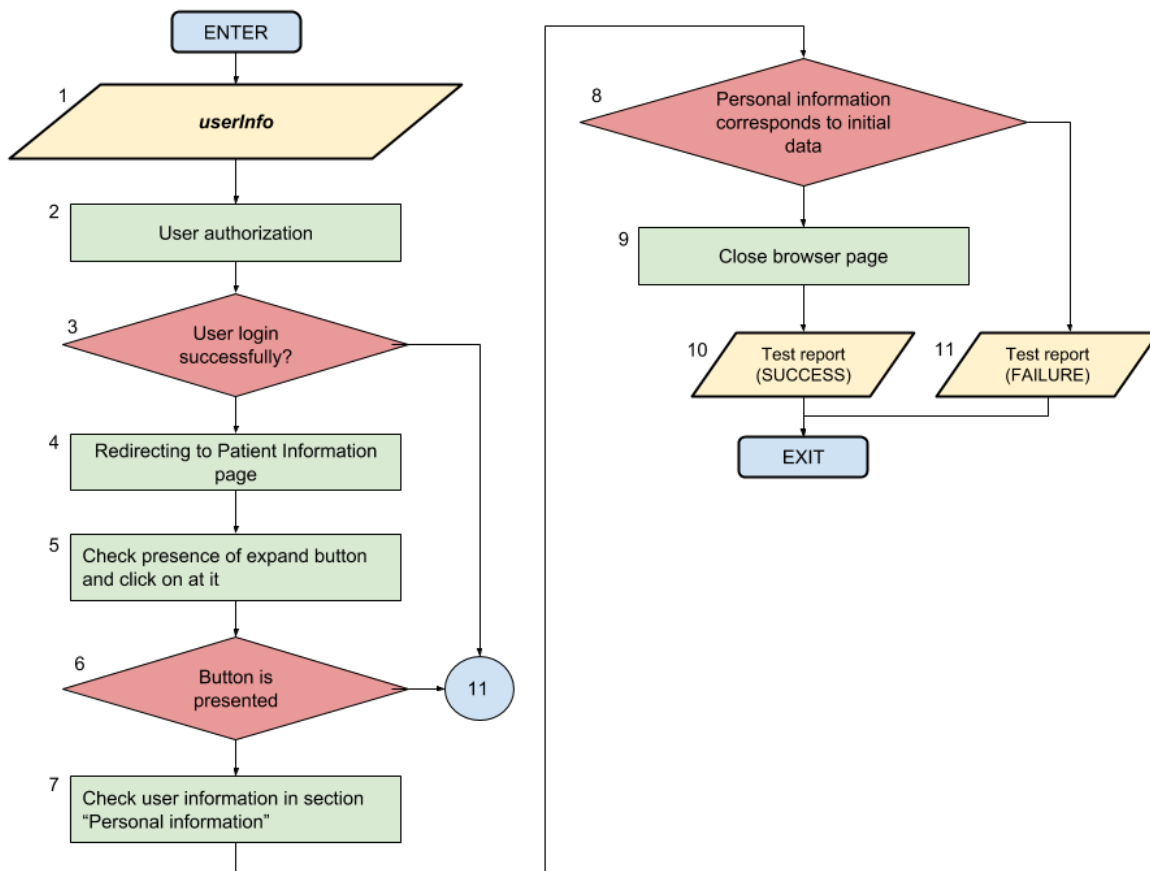 ENTER
1
userInfo
2
User authorization
3
User login
successfully?
4
Redirecting to Patient Information
page
5
Check presence of expand button
and click on at it
6
Button is
presented
11
7
Check user information in section
“Personal information”
8
Personal information
corresponds to initial
data
9
Close browser page
10
Test report
(SUCCESS)
11
Test report
(FAILURE)
EXIT